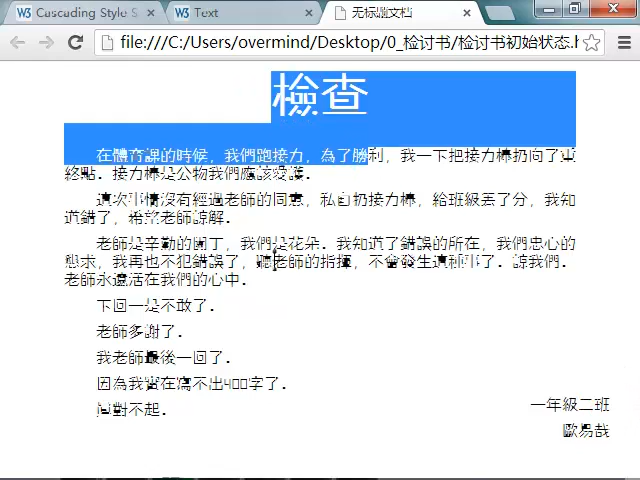 Cascading Style S
Text
无标题文档
file:///C:/Users/overmind/Desktop/0_检讨书/检讨书初始状态.h
檢查
在體育課的時候，我們跑接力，為了勝利，我一下把接力棒扔向了
終點．接力棒是公物我們應該愛護．
這次事情沒有經過老師的同意，私自扔接力棒，給班級丟了分，我知
道錯了，希望老師諒解．
老師是辛勤的園丁，我們是花朵．我知道了錯誤的所在，我們忠心的
懇求，我再也不犯錯誤了，聽老師的指揮，不會發生這種事了．諒我們．
老師永遠活在我們的心中．
下回一是不敢了．
老師多謝了．
我老師最後一回了．
因為我實在寫不出400字了．
對不起．
一年級二班
歐易哉